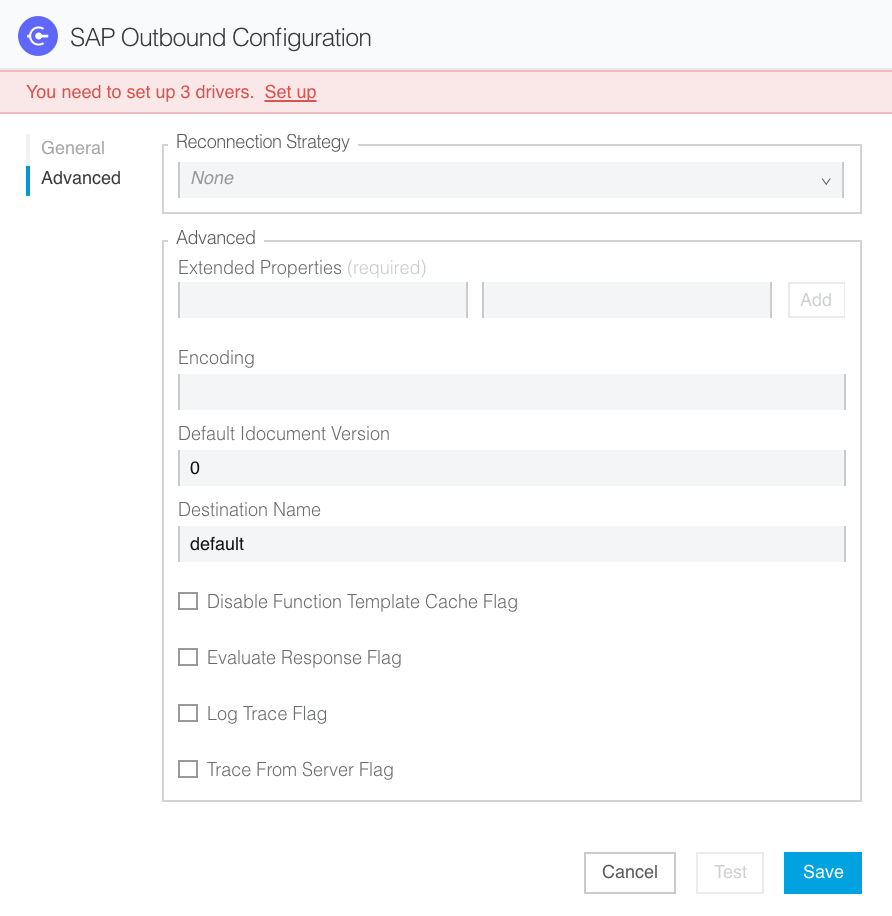 SAP Outbound Configuration
You need to set up 3 drivers. Set up
General
Advanced
Reconnection Strategy
None
Advanced
Extended Properties (required)
Add
Encoding
Default Idocument Version
0
Destination Name
default
Disable Function Template Cache Flag
Evaluate Response Flag
Log Trace Flag
Trace From Server Flag
Cancel Test Save